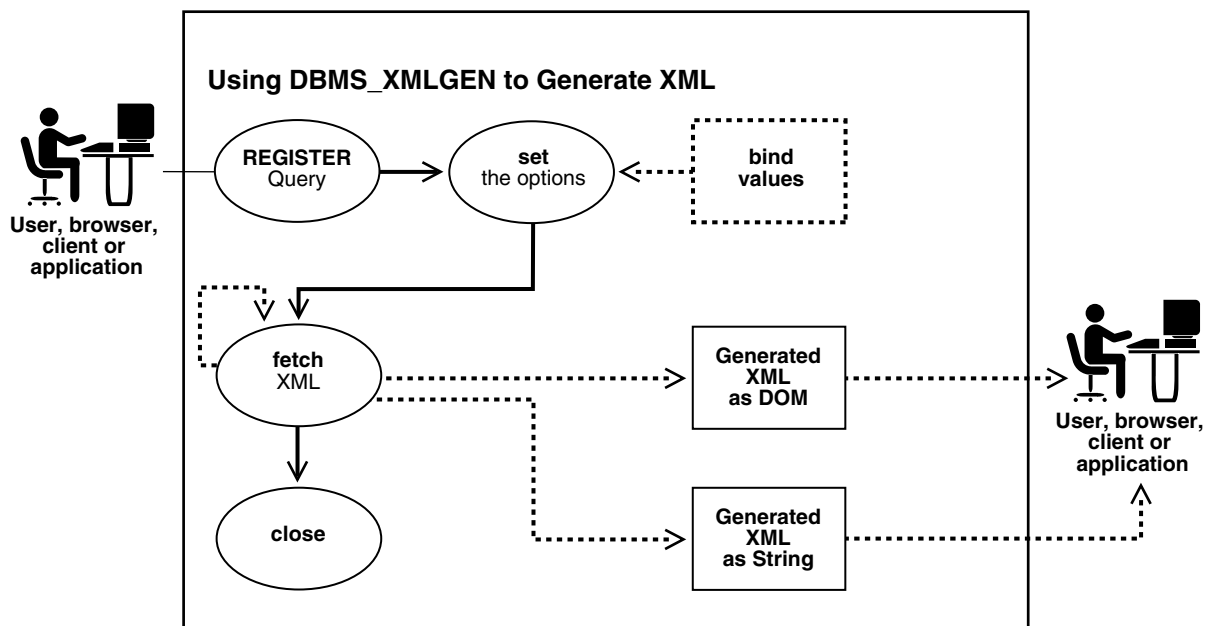 Using DBMS_XMLGEN to Generate XML
REGISTER
Query
set
the options
bind
values
User, browser,
client or
application
fetch
XML
Generated
XML
as DOM
User, browser,
client or
application
close
Generated
XML
as String